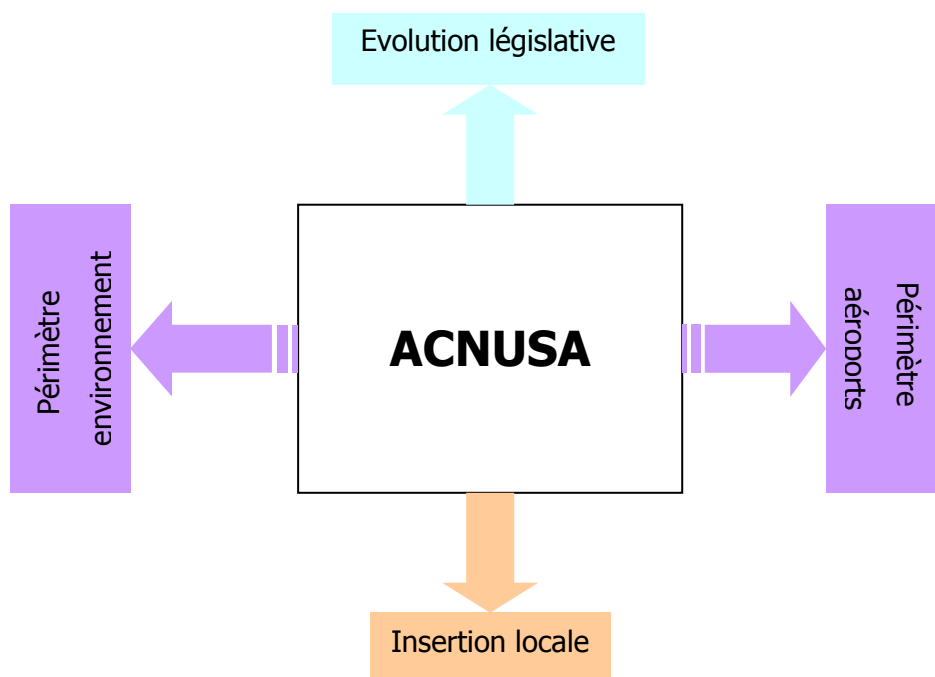 Evolution législative
Périmètre
environnement
ACNUSA
Périmètre
aéroports
Insertion locale